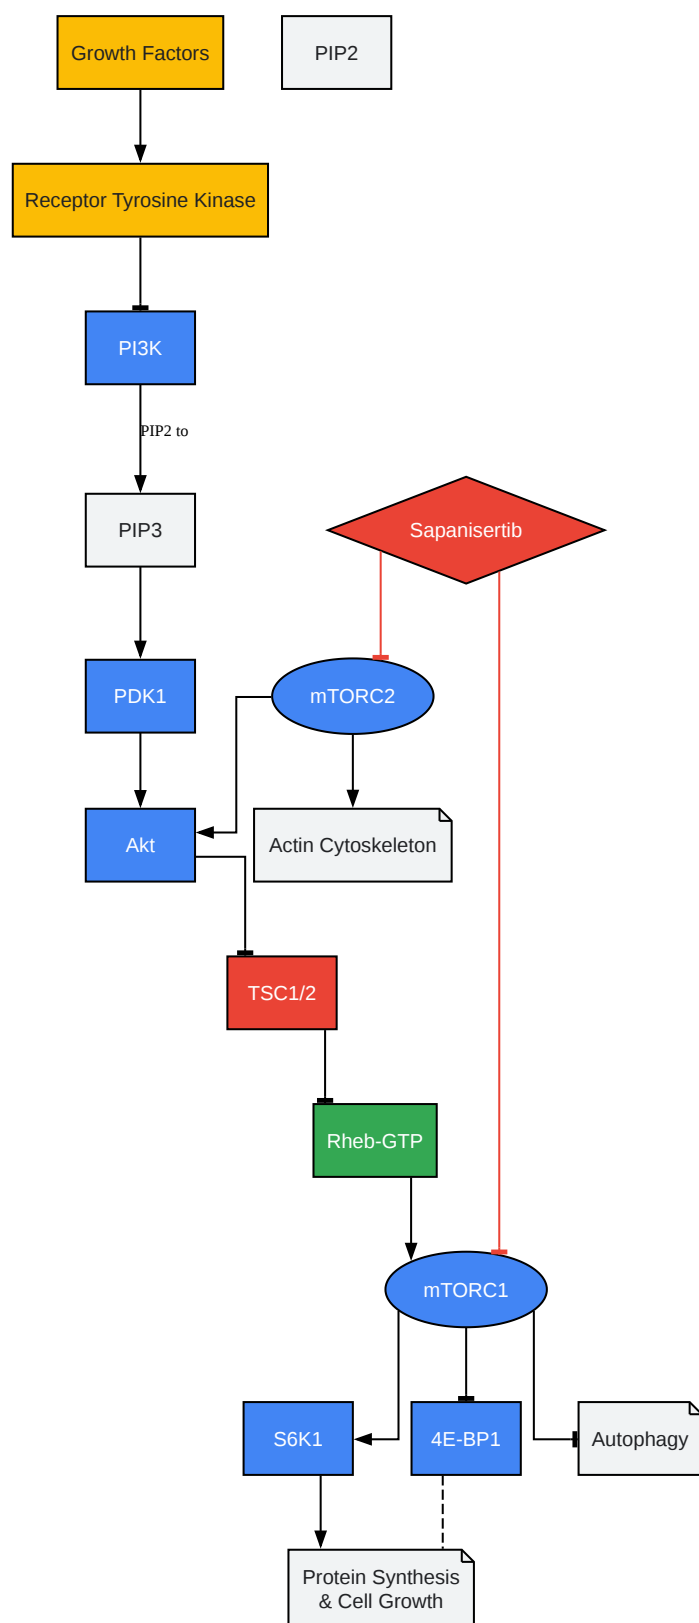 Growth Factors
PIP2
Receptor Tyrosine Kinase
PI3K
PIP2 to
PIP3
Sapanisertib
PDK1
mTORC2
Akt
Actin Cytoskeleton
TSC1/2
Rheb-GTP
mTORC1
S6K1
4E-BP1
Autophagy
Protein Synthesis
& Cell Growth